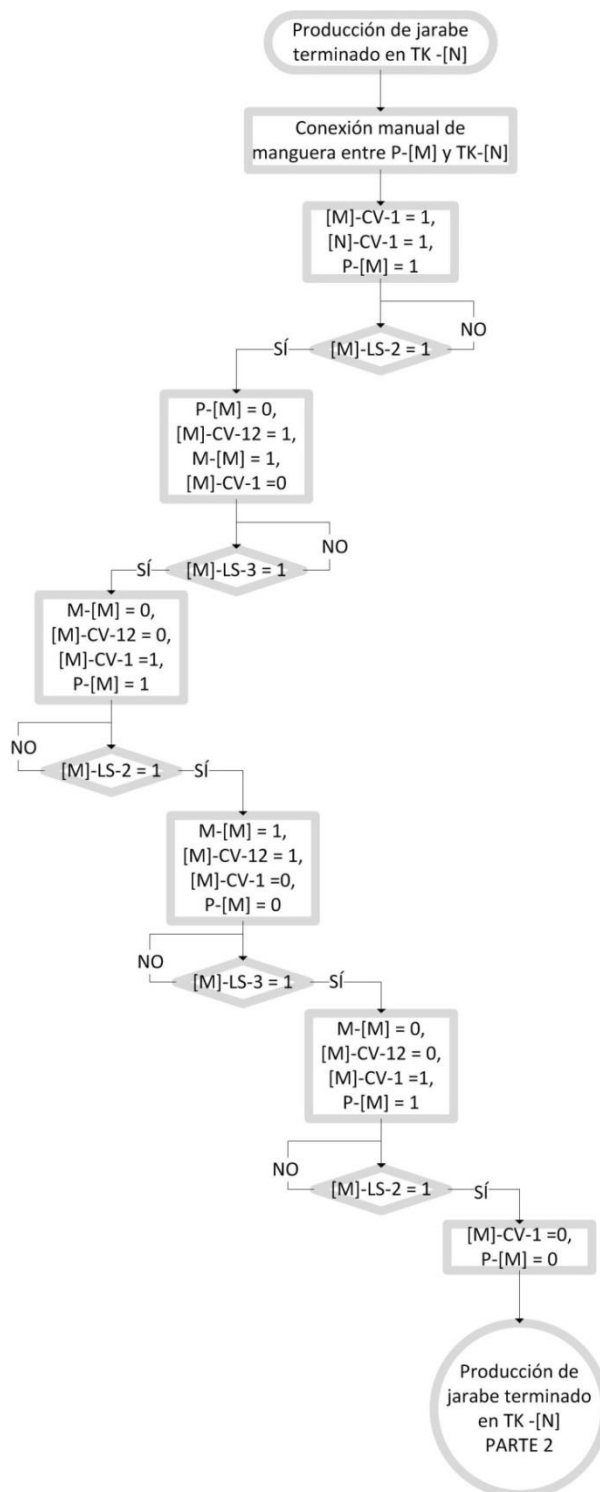 Producción de jarabe
terminado en TK -[N]
Conexión manual de
manguera entre P-[M] y TK-[N]
[M]-CV-1 = 1,
[N]-CV-1 = 1,
P-[M] = 1
NO
SÍ
[M]-LS-2 = 1
P-[M] = 0,
[M]-CV-12 = 1,
M-[M] = 1,
[M]-CV-1 =0
NO
SÍ
[M]-LS-3 = 1
M-[M] = 0,
[M]-CV-12 = 0,
[M]-CV-1 =1,
P-[M] = 1
NO
[M]-LS-2 = 1
SÍ
M-[M] = 1,
[M]-CV-12 = 1,
[M]-CV-1 =0,
P-[M] = 0
NO
[M]-LS-3 = 1
SÍ
M-[M] = 0,
[M]-CV-12 = 0,
[M]-CV-1 =1,
P-[M] = 1
NO
[M]-LS-2 = 1
SÍ
[M]-CV-1 =0,
P-[M] = 0
Producción de
jarabe terminado
en TK -[N]
PARTE 2